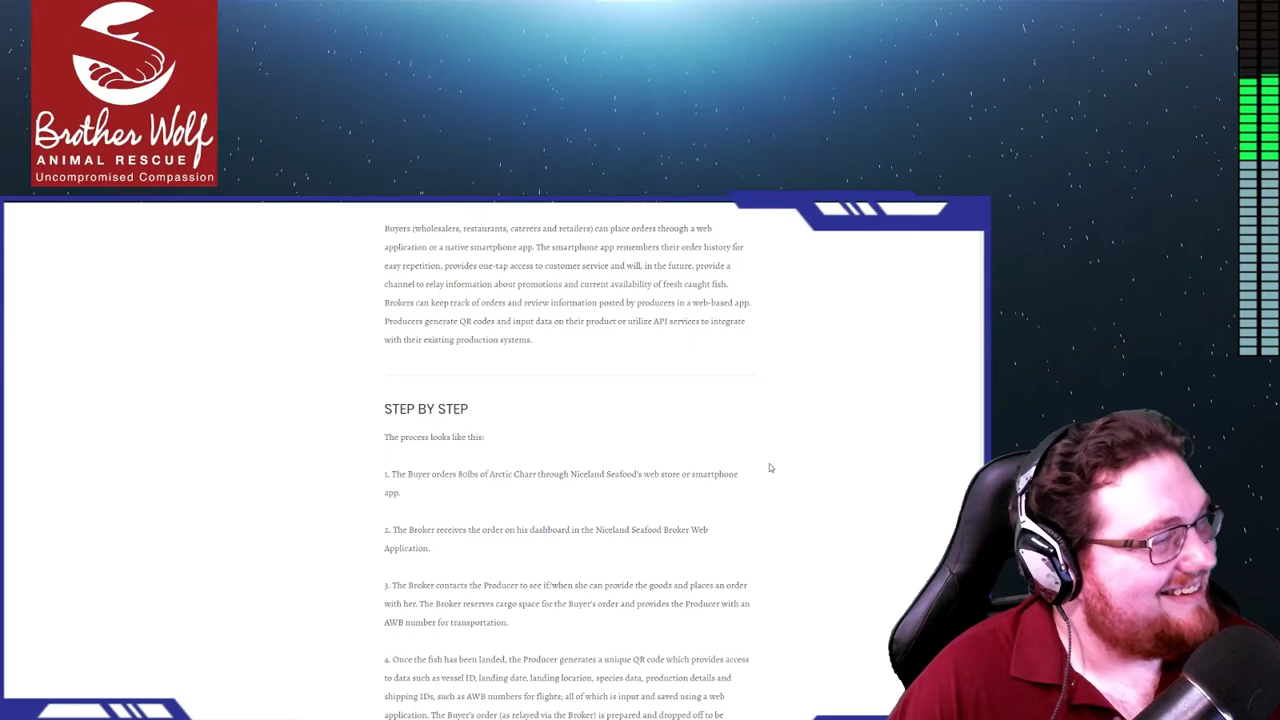 Brother Wolf
ANIMAL RESCUE
Uncompromised Compassion
Buyers (wholesalers, restaurants, caterers and retailers) can place orders through a web
application or a native smartphone app. The smartphone app remembers their order history for
easy repetition, provides one-tap access to customer service and will, in the future, provide a
channel to relay information about promotions and current availability of fresh caught fish.
Brokers can keep track of orders and review information posted by producers in a web-based app.
Producers generate QR codes and input data on their product or utilize API services to integrate
with their existing production systems.
STEP BY STEP
The process looks like this:
1. The Buyer orders 80lbs of Arctic Charr through Niceland Seafood's web store or smartphone
app.
2. The Broker receives the order on his dashboard in the Niceland Seafood Broker Web
Application.
3. The Broker contacts the Producer to see if/when she can provide the goods and places an order
with her. The Broker reserves cargo space for the Buyer's order and provides the Producer with an
AWB number for transportation.
4. Once the fish has been landed, the Producer generates a unique QR code which provides access
to data such as vessel ID, landing date, landing location, species data, production details and
shipping IDs, such as AWB numbers for flights; all of which is input and saved using a web
application. The Buyer's order (as relayed via the Broker) is prepared and dropped off to be